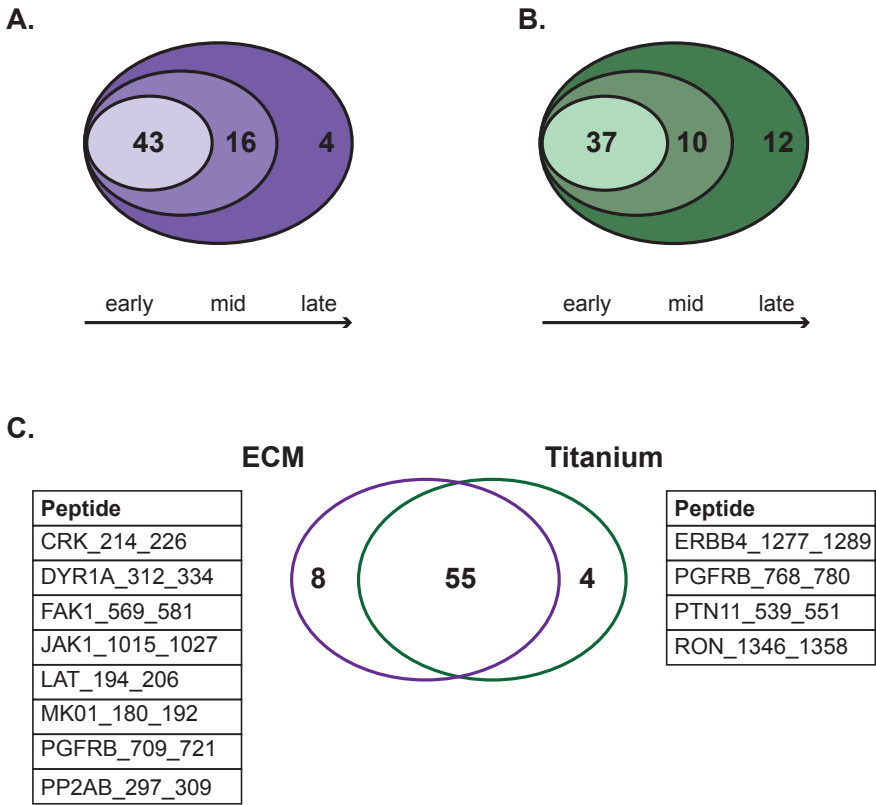 A.
B.
43 16 4
37 10 12
early mid late
early mid late
C.
ECM
Titanium
Peptide
CRK_214_226
DYR1A_312_334
FAK1_569_581
JAK1_1015_1027
LAT_194_206
MK01_180_192
PGFRB_709_721
PP2AB_297_309
8 55 4
Peptide
ERBB4_1277_1289
PGFRB_768_780
PTN11_539_551
RON_1346_1358